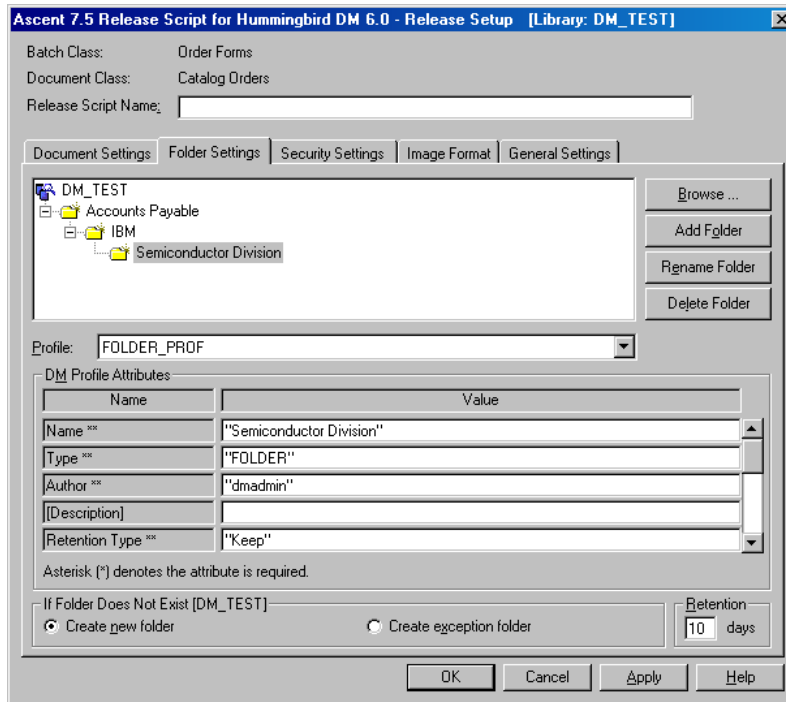 Ascent 7.5 Release Script for Hummingbird DM 6.0 - Release Setup [Library: DM_TEST]
Batch Class: Order Forms
Document Class: Catalog Orders
Release Script Name:
Document Settings Folder Settings Security Settings Image Format General Settings
DM_TEST
Accounts Payable
IBM
Semiconductor Division
Browse ...
Add Folder
Rename Folder
Delete Folder
Profile: FOLDER_PROF
DM Profile Attributes
Name Value
Name ** "Semiconductor Division"
Type ** "FOLDER"
Author ** "dmadmin"
[Description]
Retention Type ** "Keep"
Asterisk (*) denotes the attribute is required.
If Folder Does Not Exist [DM_TEST]
Create new folder Create exception folder
Retention
10 days
OK Cancel Apply Help